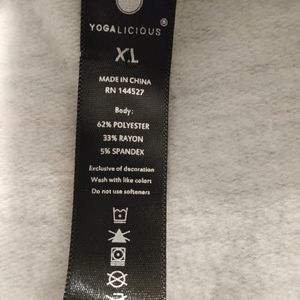 YOGALICIOUS®
XL
MADE IN CHINA
RN 144527
Body:
62% POLYESTER
33% RAYON
5% SPANDEX
Exclusive of decoration
Wash with like colors
Do not use softeners